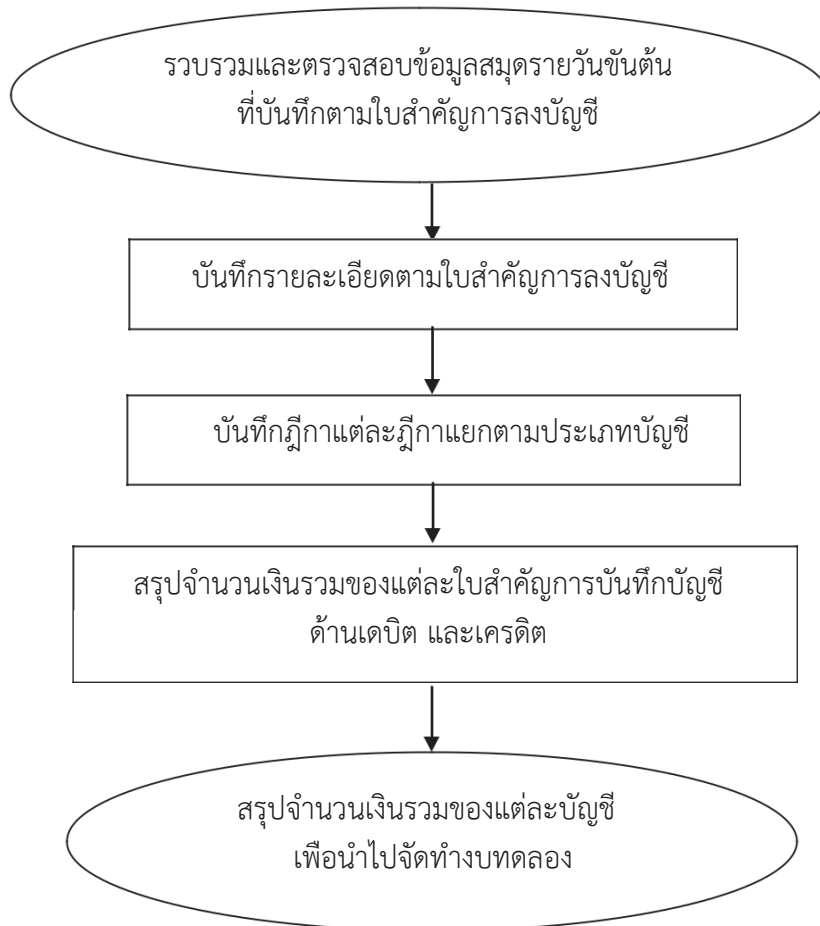 รวบรวมและตรวจสอบข้อมูลสมุดรายวันขันต้น
ที่บันทึกตามใบสำคัญการลงบัญชี
บันทึกรายละเอียดตามใบสำคัญการลงบัญชี
บันทึกฎีกาแต่ละฎีกาแยกตามประเภทบัญชี
สรุปจำนวนเงินรวมของแต่ละใบสำคัญการบันทึกบัญชี
ด้านเดบิต และเครดิต
สรุปจำนวนเงินรวมของแต่ละบัญชี
เพือนำไปจัดทำงบทดลอง